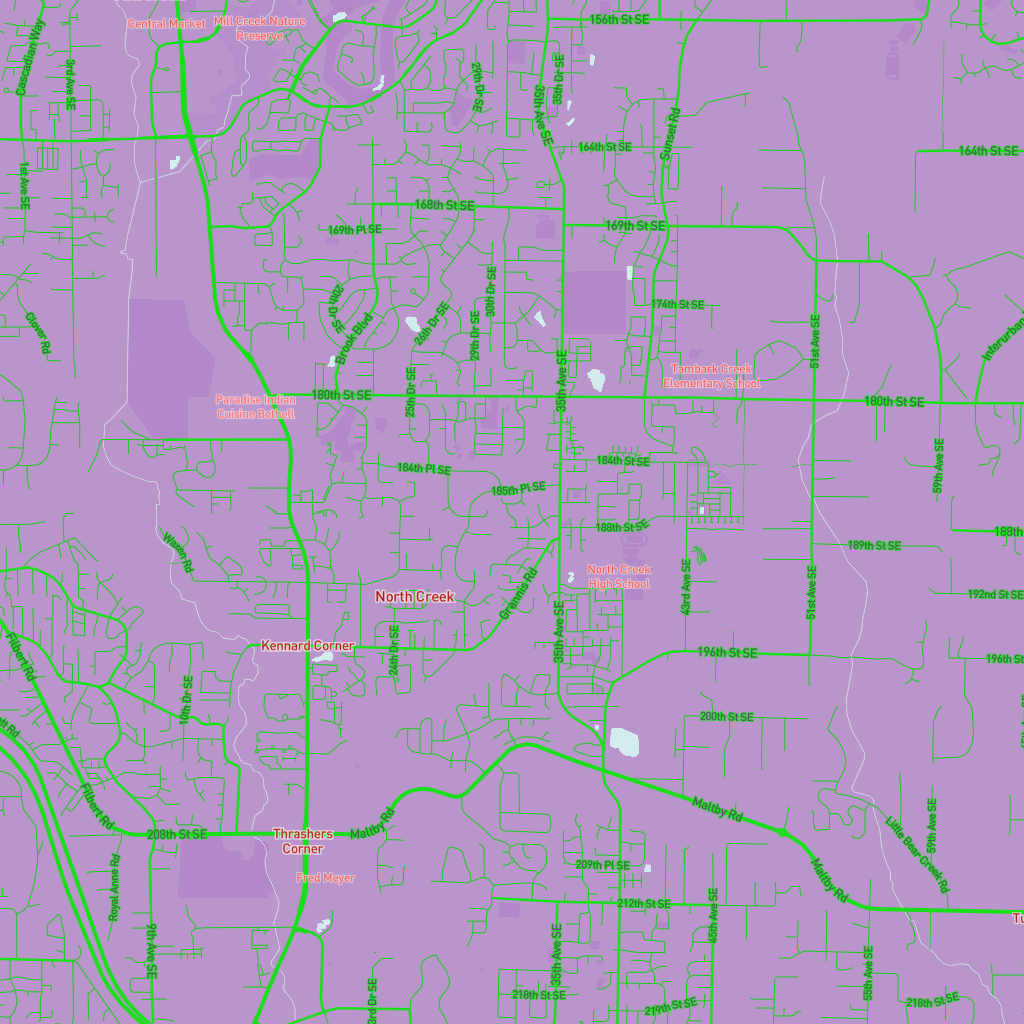 Central Market
Mill Creek Nature
Preserve
156th St SE
Cascadian Way
3rd Ave SE
29th Dr SE
35th Dr SE
35th Ave SE
Sunset Rd
164th St SE
164th St SE
1st Ave SE
168th St SE
169th Pl SE
169th St SE
30th Dr SE
20th Dr SE
174th St SE
Clover Rd
Brook Blvd
26th Dr SE
29th Dr SE
51st Ave SE
35th Ave SE
Tambark Creek
Elementary School
25th Dr SE
180th St SE
180th St SE
Paradise Indian
Cuisine Bothell
184th Pl SE
184th St SE
59th Ave SE
185th Pl SE
188th St SE
188th
189th St SE
Waxen Rd
North Creek
High School
43rd Ave SE
51st Ave SE
Grannis Rd
North Creek
192nd St SE
35th Ave SE
Kennard Corner
24th Dr SE
Filbert Rd
196th St SE
196th St
10th Dr SE
200th St SE
Filbert Rd
Maltby Rd
Maltby Rd
208th St SE
Thrashers
Corner
59th Ave SE
Little Bear Creek Rd
209th Pl SE
Fred Meyer
Royal Anne Rd
Maltby Rd
212th St SE
45th Ave SE
9th Ave SE
35th Ave SE
55th Ave SE
3rd Dr SE
218th St SE
219th St SE
218th St SE